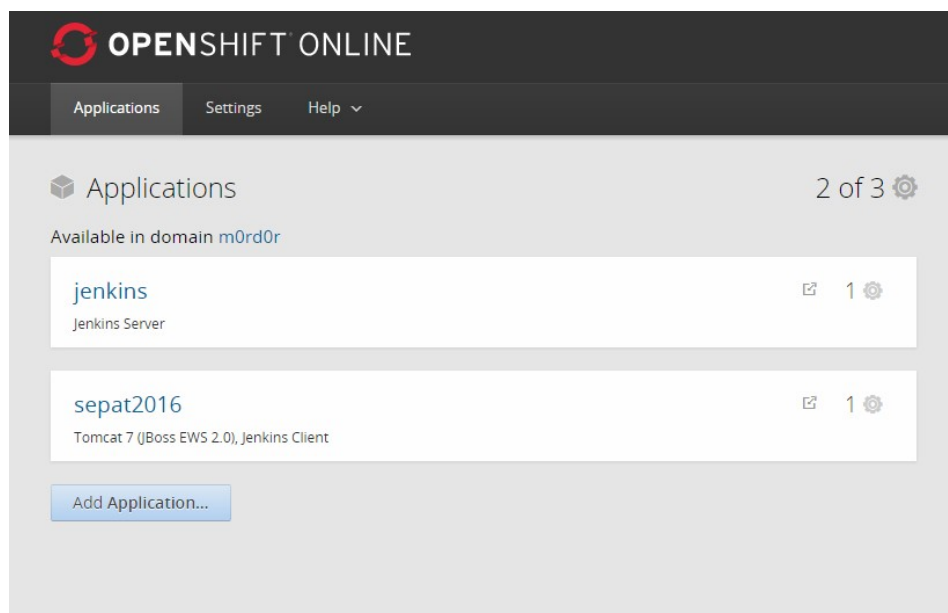 OPENSHIFT ONLINE
Applications Settings Help
Applications 2 of 3
Available in domain m0rd0r
jenkins 1
Jenkins Server
sepat2016 1
Tomcat 7 (JBoss EWS 2.0), Jenkins Client
Add Application...